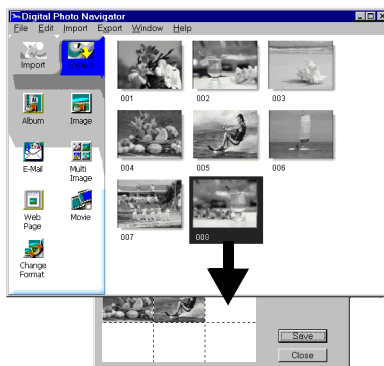 Digital Photo Navigator
File Edit Import Export Window Help
Import
Album Image
E-Mail Multi Image
Web Page Movie
Change Format
001 002 003
004 005 006
007 008
Save
Close